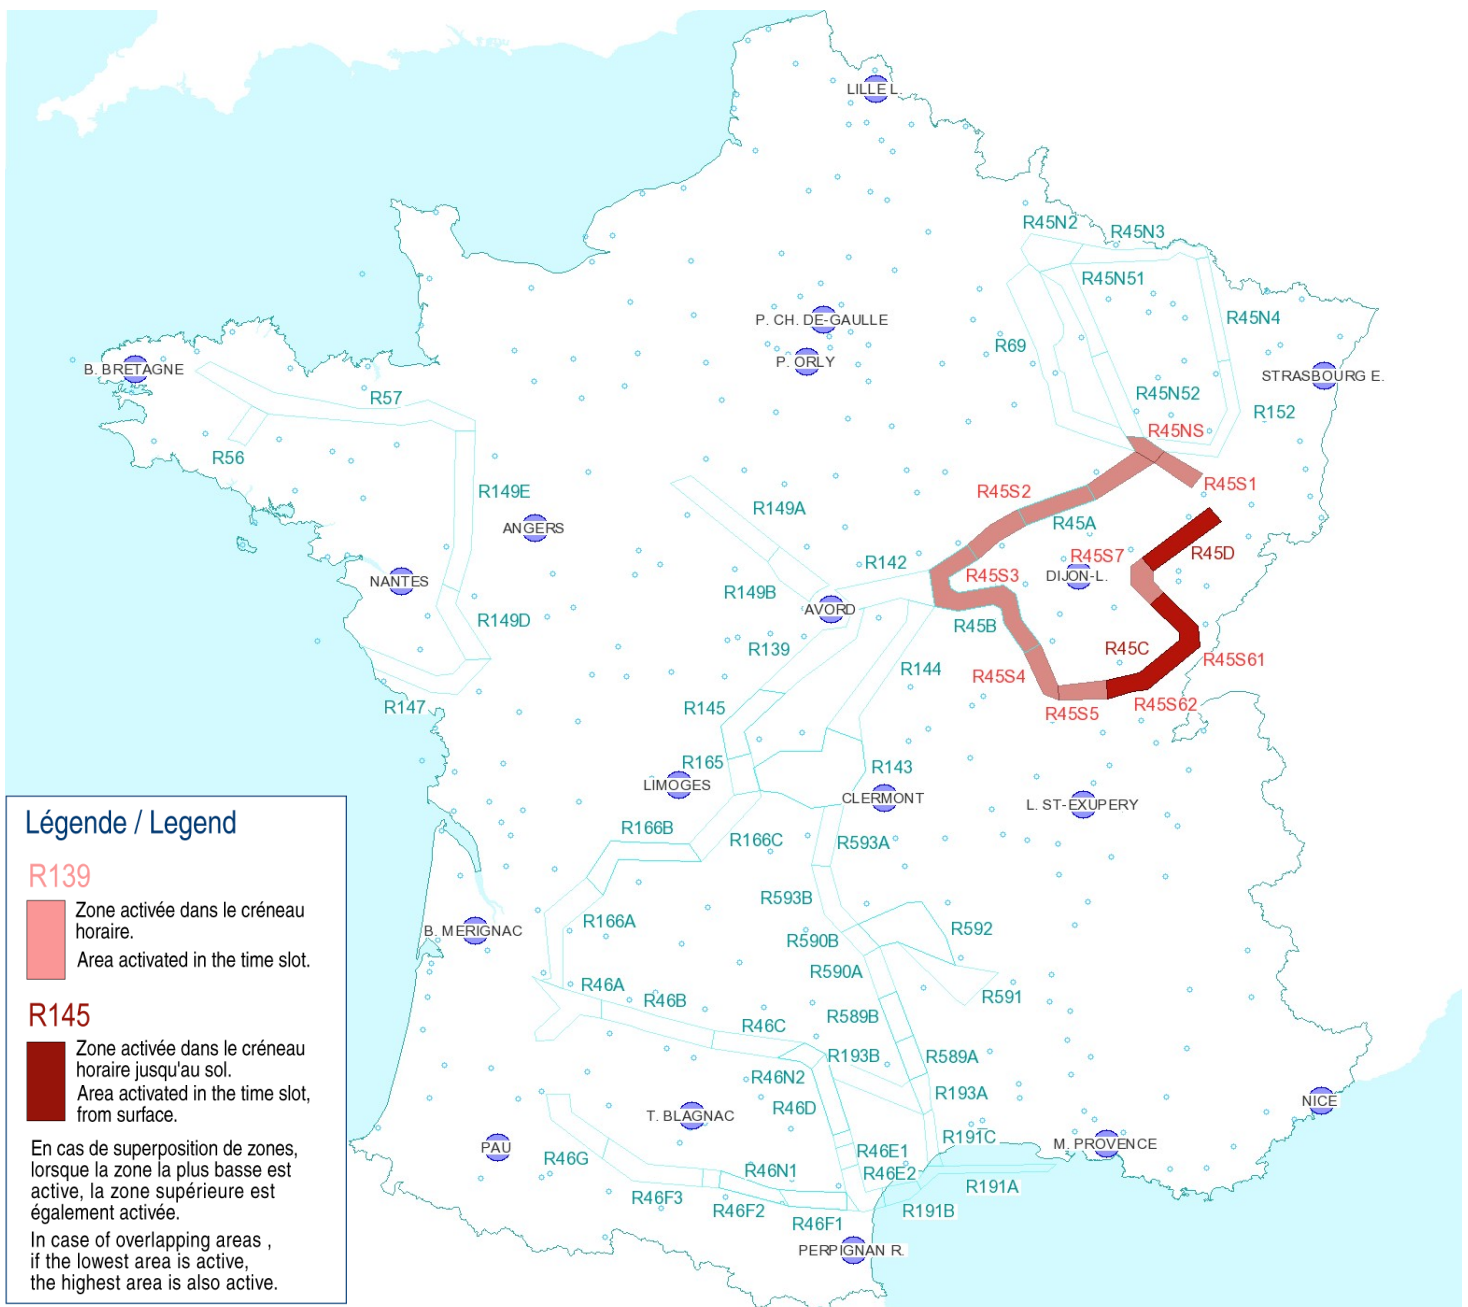 LILLE L.
R45N2
R45N3
R45N51
R45N4
P. CH. DE-GAULLE
R69
P. ORLY
B. BRETAGNE
STRASBOURG E.
R57
R45N52
R152
R45NS
R56
R149E
R45S2
R45S1
R149A
R45A
ANGERS
R45S7
R45D
R142
R45S3
DIJON-L.
NANTES
R149B
AVORD
R149D
R45B
R139
R45C
R45S61
R144
R45S4
R147
R145
R45S5
R45S62
R165
R143
LIMOGES
CLERMONT
L. ST-EXUPERY
R166B
R166C
R593A
R593B
R166A
R592
B. MERIGNAC
R590B
R590A
R46A
R46B
R591
R589B
R46C
R193B
R589A
R46N2
R193A
R46D
T. BLAGNAC
NICE
R191C
M. PROVENCE
PAU
R46G
R46E1
R46N1
R46E2
R191A
R46F3
R46F2
R191B
R46F1
PERPIGNAN R.
Légende / Legend
R139
Zone activée dans le créneau
horaire.
Area activated in the time slot.
R145
Zone activée dans le créneau
horaire jusqu'au sol.
Area activated in the time slot,
from surface.
En cas de superposition de zones,
lorsque la zone la plus basse est
active, la zone supérieure est
également activée.
In case of overlapping areas ,
if the lowest area is active,
the highest area is also active.